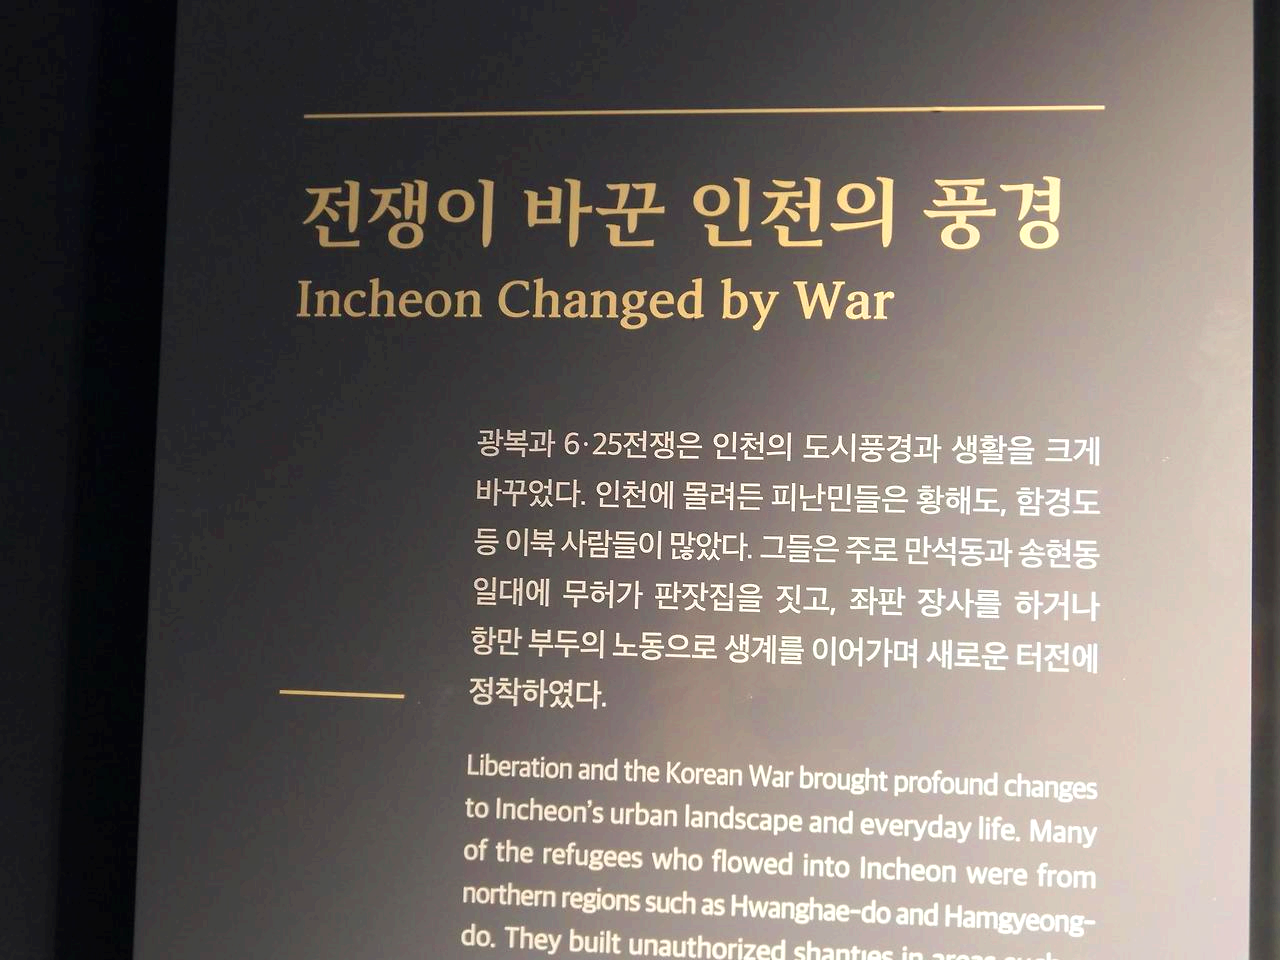 전쟁이 바꾼 인천의 풍경
Incheon Changed by War
광복과 6·25전쟁은 인천의 도시풍경과 생활을 크게
바꾸었다. 인천에 몰려든 피난민들은 황해도, 함경도
등 이북 사람들이 많았다. 그들은 주로 만석동과 송현동
일대에 무허가 판잣집을 짓고, 좌판 장사를 하거나
항만 부두의 노동으로 생계를 이어가며 새로운 터전에
정착하였다.
Liberation and the Korean War brought profound changes
to Incheon's urban landscape and everyday life. Many
of the refugees who flowed into Incheon were from
northern regions such as Hwanghae-do and Hamgyeong-
do. They built unauthorized shanties in areas such